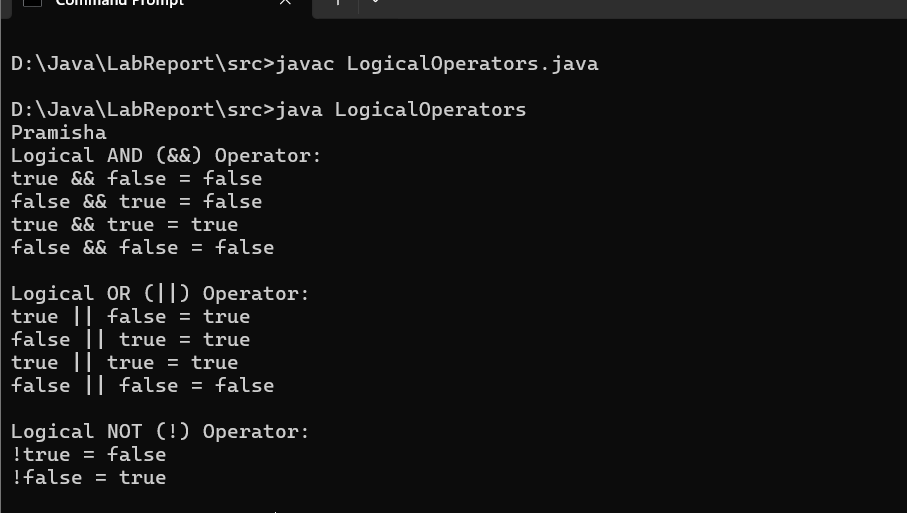 Command Prompt
D:\Java\LabReport\src>javac LogicalOperators.java
D:\Java\LabReport\src>java LogicalOperators
Pramisha
Logical AND (&&) Operator:
true && false = false
false && true = false
true && true = true
false && false = false
Logical OR (||) Operator:
true || false = true
false || true = true
true || true = true
false || false = false
Logical NOT (!) Operator:
!true = false
!false = true